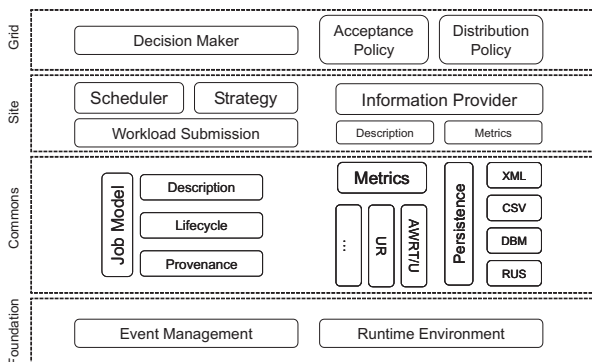 Grid
Decision Maker
Acceptance
Policy
Distribution
Policy
Site
Scheduler
Strategy
Workload Submission
Information Provider
Description
Metrics
Commons
Job Model
Description
Lifecycle
Provenance
Metrics
...
UR
AWRT/U
Persistence
XML
CSV
DBM
RUS
Foundation
Event Management
Runtime Environment